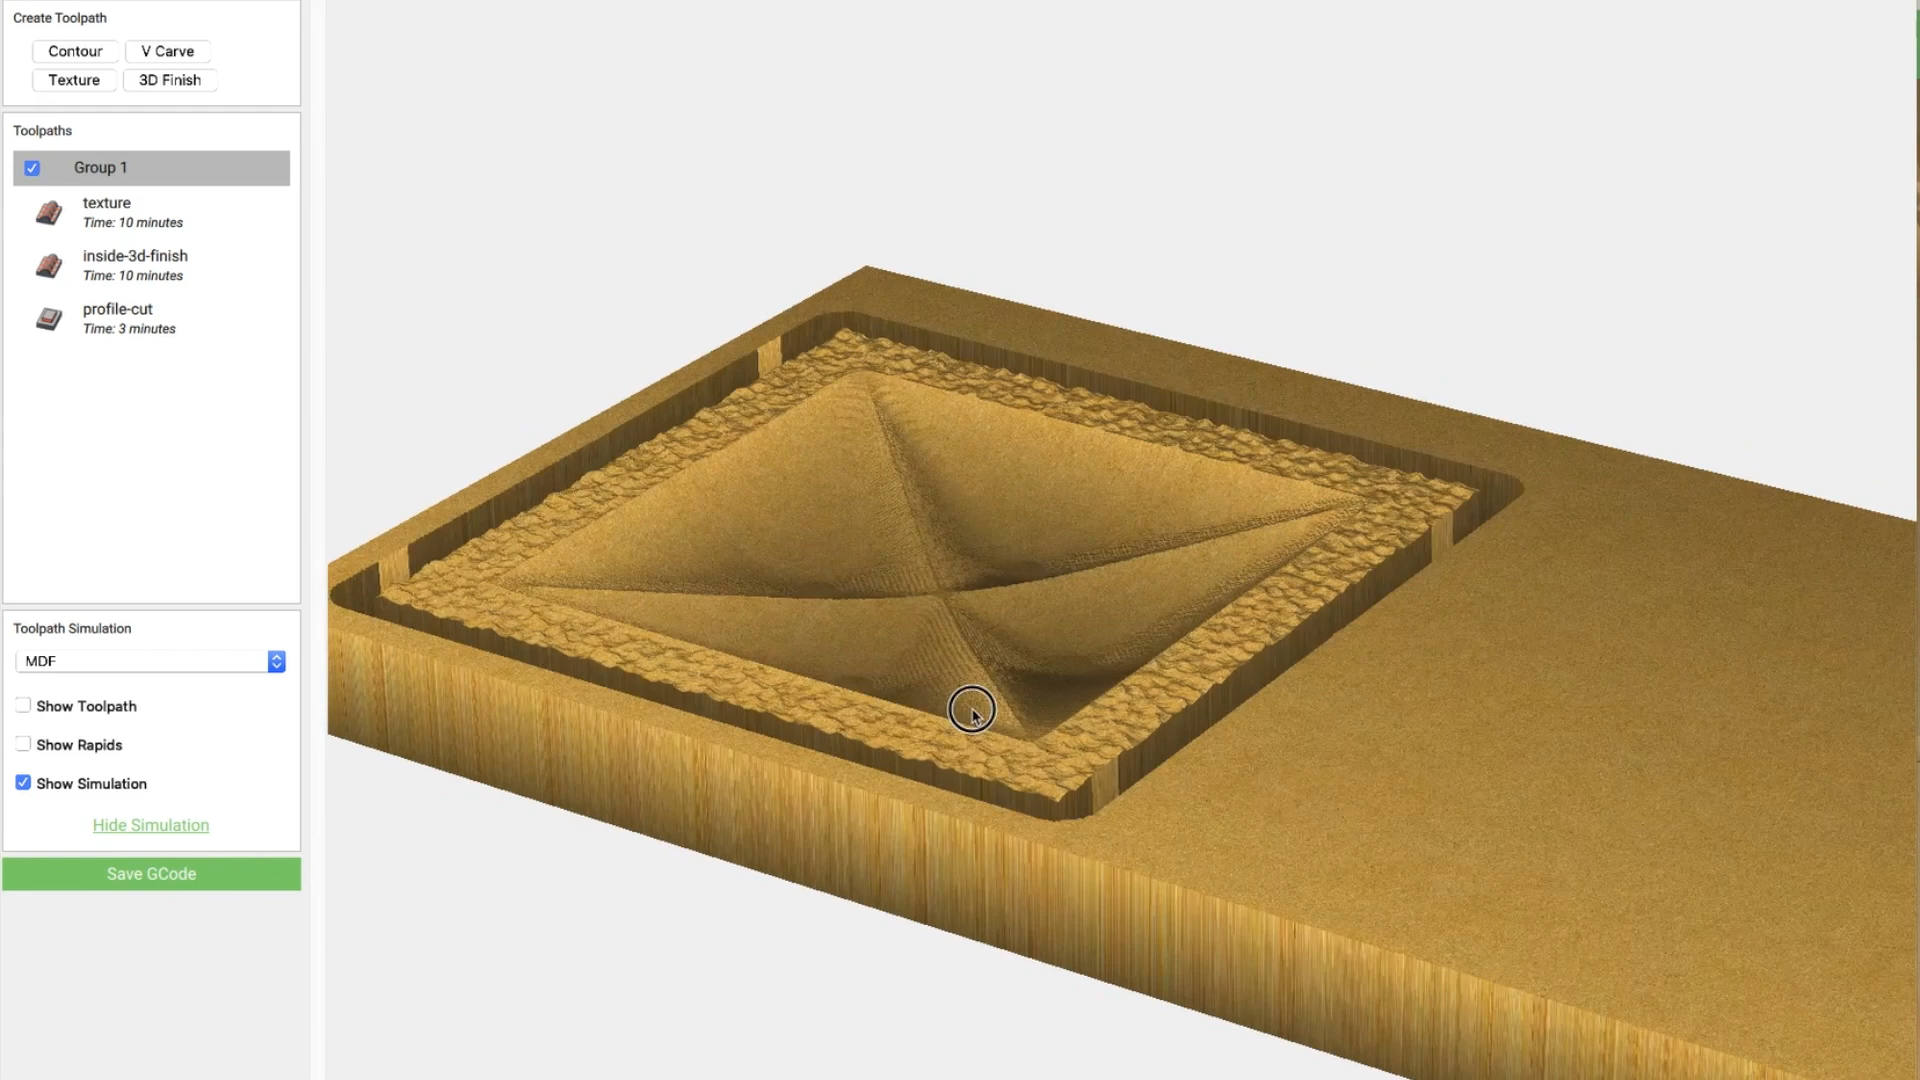 Create Toolpath
Contour
V Carve
Texture
3D Finish
Toolpaths
Group 1
texture
Time: 10 minutes
inside-3d-finish
Time: 10 minutes
profile-cut
Time: 3 minutes
Toolpath Simulation
MDF
Show Toolpath
Show Rapids
Show Simulation
Hide Simulation
Save GCode